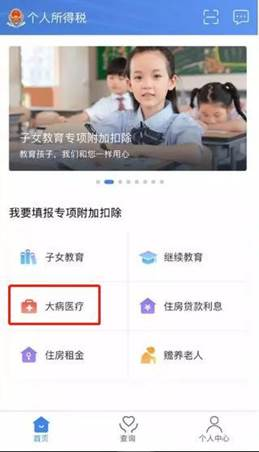 个人所得税
子女教育专项附加扣除
教育孩子，我们和您一样用心
我要填报专项附加扣除
子女教育
继续教育
大病医疗
住房贷款利息
住房租金
赡养老人
首页
查询
个人中心